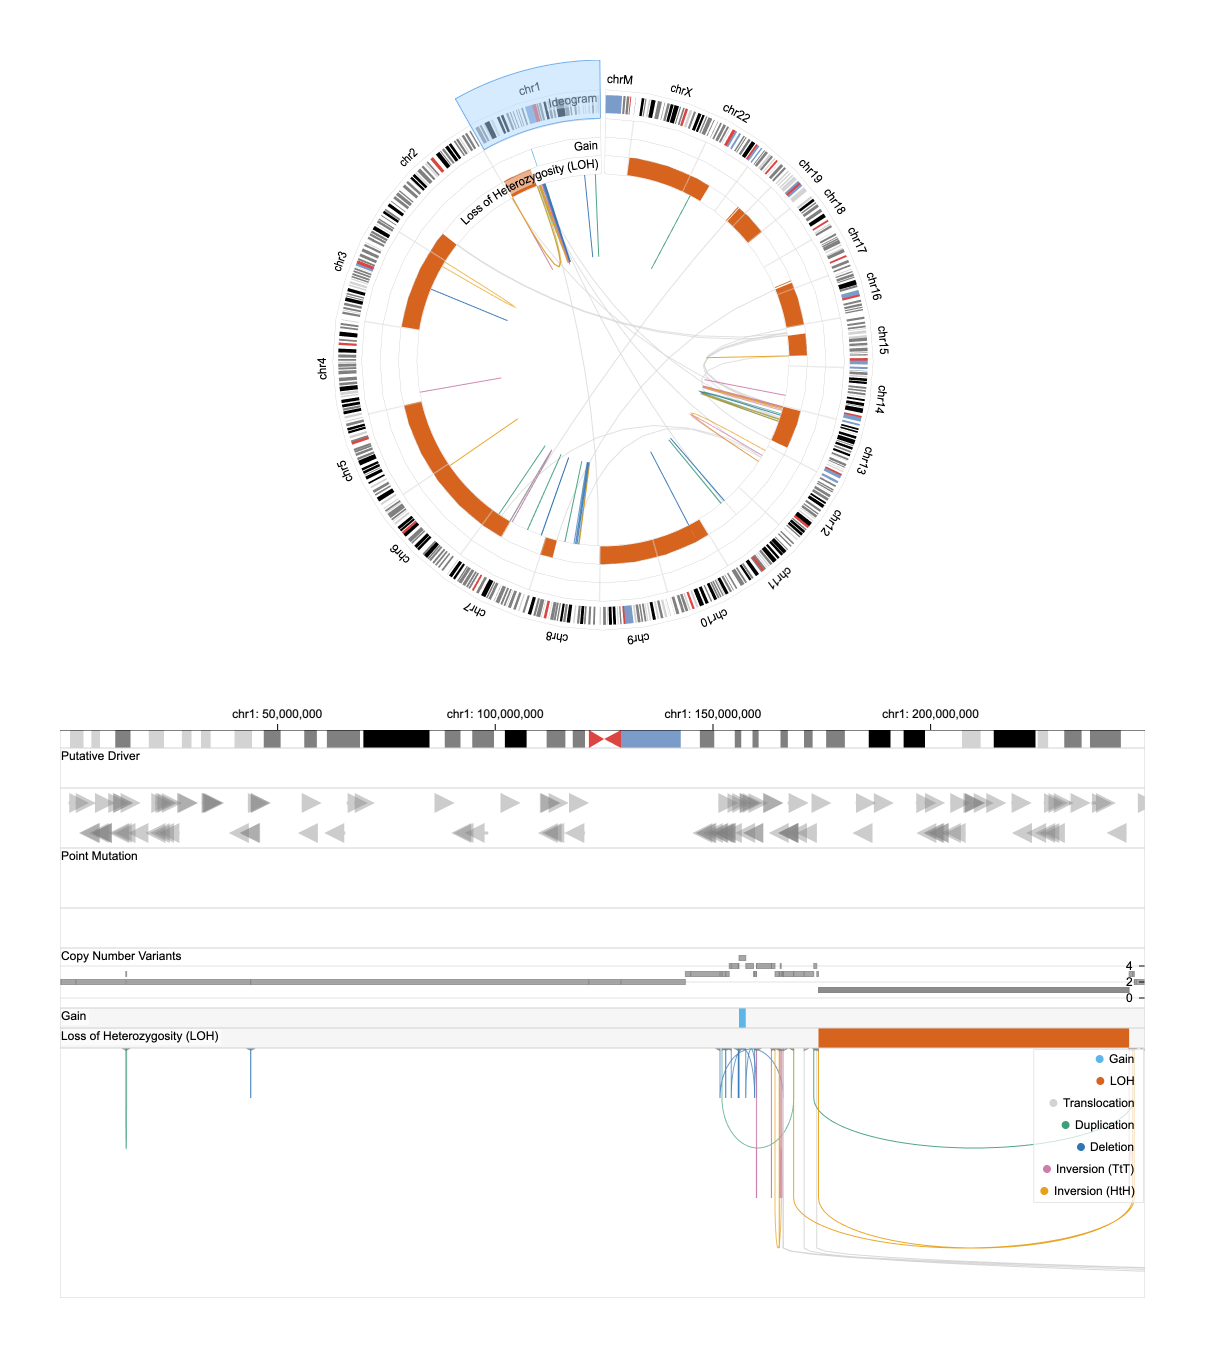 chrM
chrX
chr22
chr19
chr18
chr17
chr16
chr15
chr14
chr13
chr12
chr11
chr10
chr9
chr8
chr7
chr6
chr5
chr4
chr3
chr2
chr1
Ideogram
Gain
Loss of Heterozygosity (LOH)
chr1: 50,000,000
chr1: 100,000,000
chr1: 150,000,000
chr1: 200,000,000
Putative Driver
Point Mutation
Copy Number Variants
4
2
0
Gain
Loss of Heterozygosity (LOH)
Gain
LOH
Translocation
Duplication
Deletion
Inversion (TtT)
Inversion (HtH)